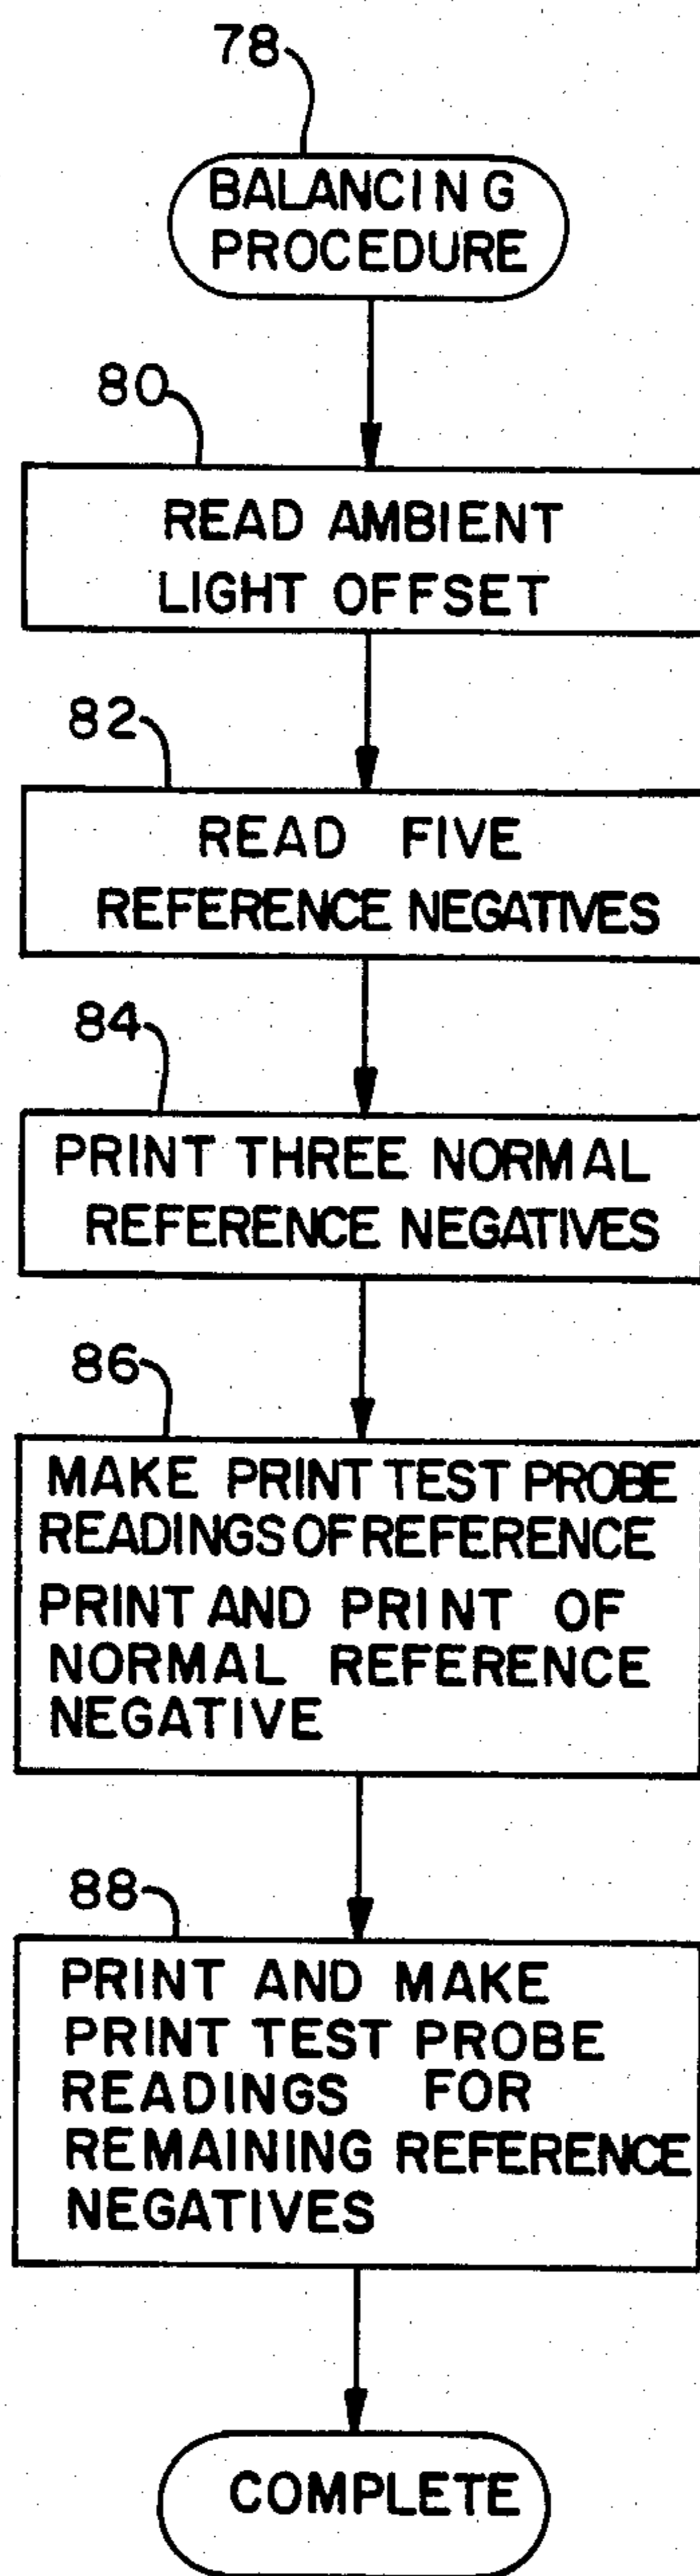 78
BALANCING
PROCEDURE
80
READ AMBIENT
LIGHT OFFSET
82
READ FIVE
REFERENCE NEGATIVES
84
PRINT THREE NORMAL
REFERENCE NEGATIVES
86
MAKE PRINT TEST PROBE
READINGS OF REFERENCE
PRINT AND PRINT OF
NORMAL REFERENCE
NEGATIVE
88
PRINT AND MAKE
PRINT TEST PROBE
READINGS FOR
REMAINING REFERENCE
NEGATIVES
COMPLETE